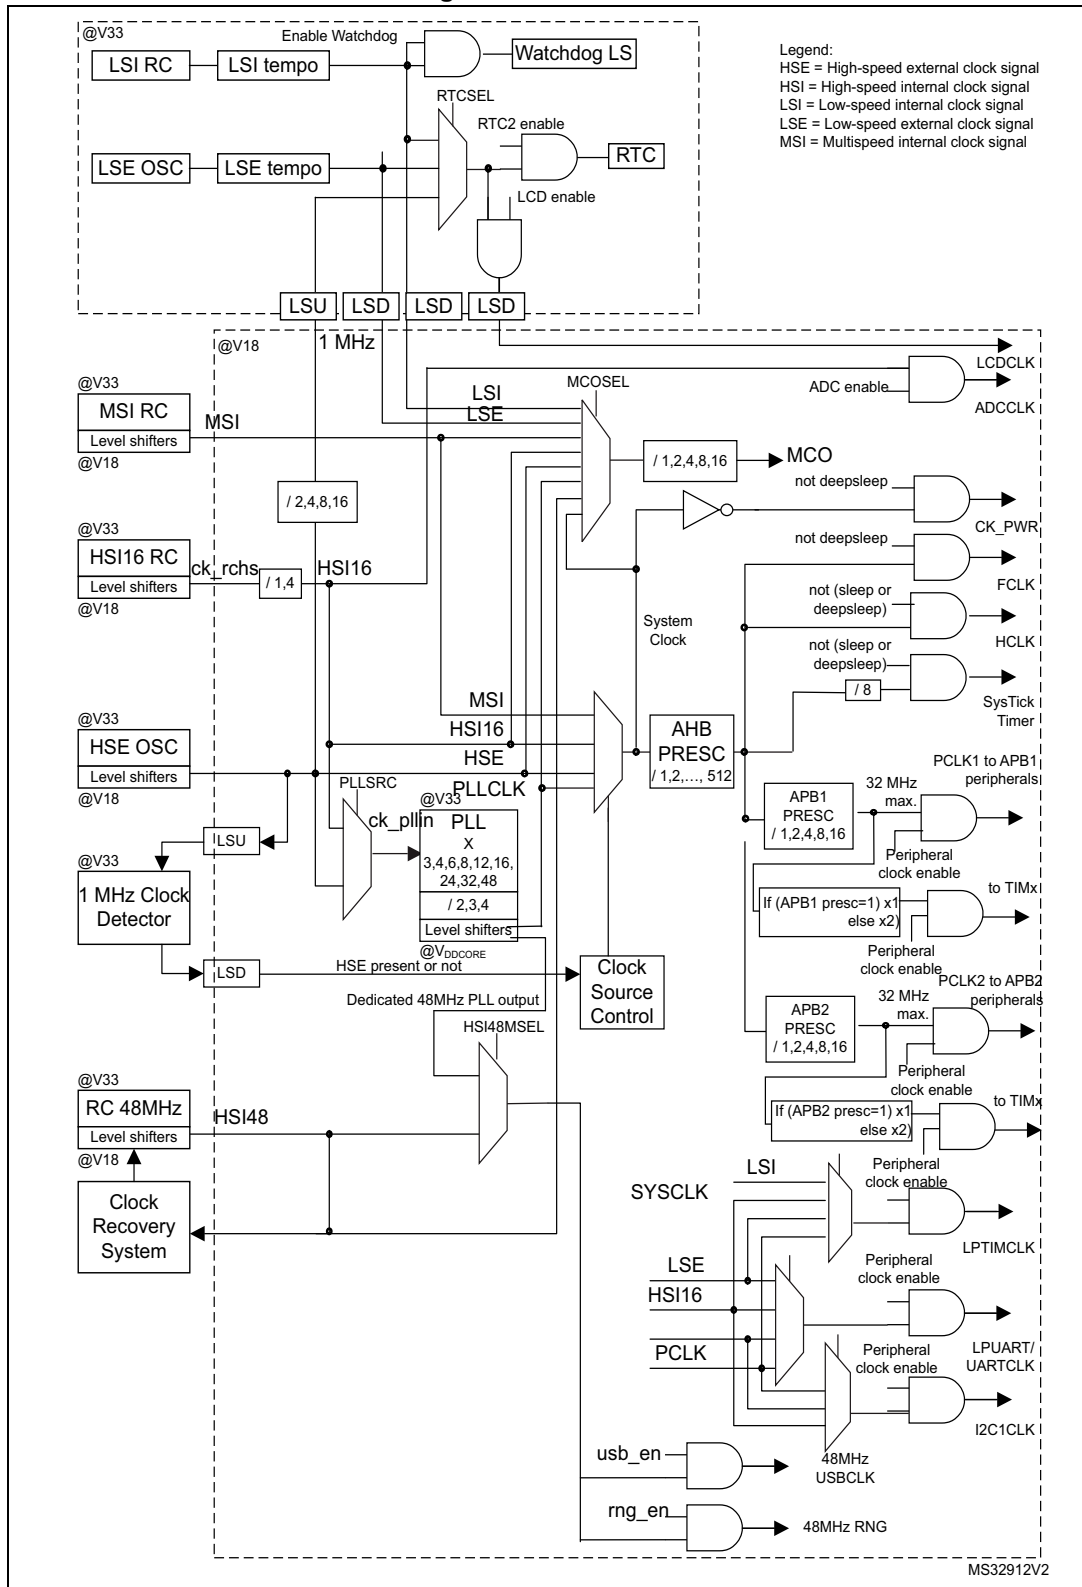 @V33
Enable Watchdog
LSI RC
LSI tempo
Watchdog LS
Legend:
HSE = High-speed external clock signal
HSI = High-speed internal clock signal
LSI = Low-speed internal clock signal
LSE = Low-speed external clock signal
MSI = Multispeed internal clock signal
RTCSEL
RTC2 enable
LSE OSC
LSE tempo
RTC
LCD enable
LSU
LSD
LSD
LSD
@V18
1 MHz
LCDCLK
ADC enable
ADCCLK
@V33
MSI RC
Level shifters
@V18
MSI
LSI
LSE
MCOSEL
/ 1,2,4,8,16
MCO
/ 2,4,8,16
not deepsleep
CK_PWR
@V33
HSI16 RC
Level shifters
@V18
ck_rchs
/ 1,4
HSI16
not deepsleep
FCLK
System
Clock
not (sleep or
deepsleep)
HCLK
not (sleep or
deepsleep)
/ 8
SysTick
Timer
@V33
HSE OSC
Level shifters
@V18
MSI
HSI16
HSE
PLLCLK
AHB
PRESC
/ 1,2,..., 512
PCLK1 to APB1
peripherals
32 MHz
max.
APB1
PRESC
/ 1,2,4,8,16
Peripheral
clock enable
PLLSRC
@V33
ck_pllin
PLL
X
3,4,6,8,12,16,
24,32,48
/ 2,3,4
Level shifters
@VDDCORE
LSU
@V33
1 MHz Clock
Detector
LSD
HSE present or not
Clock
Source
Control
If (APB1 presc=1) x1
else x2)
to TIMx
Peripheral
clock enable
PCLK2 to APB2
peripherals
32 MHz
max.
APB2
PRESC
/ 1,2,4,8,16
Peripheral
clock enable
Dedicated 48MHz PLL output
HSI48MSEL
@V33
RC 48MHz
Level shifters
@V18
HSI48
If (APB2 presc=1) x1
else x2)
to TIMx
Peripheral
clock enable
Clock
Recovery
System
LSI
SYSCLK
LPTIMCLK
LSE
HSI16
PCLK
Peripheral
clock enable
LPUART/
UARTCLK
Peripheral
clock enable
I2C1CLK
usb_en
48MHz
USBCLK
rng_en
48MHz RNG
MS32912V2